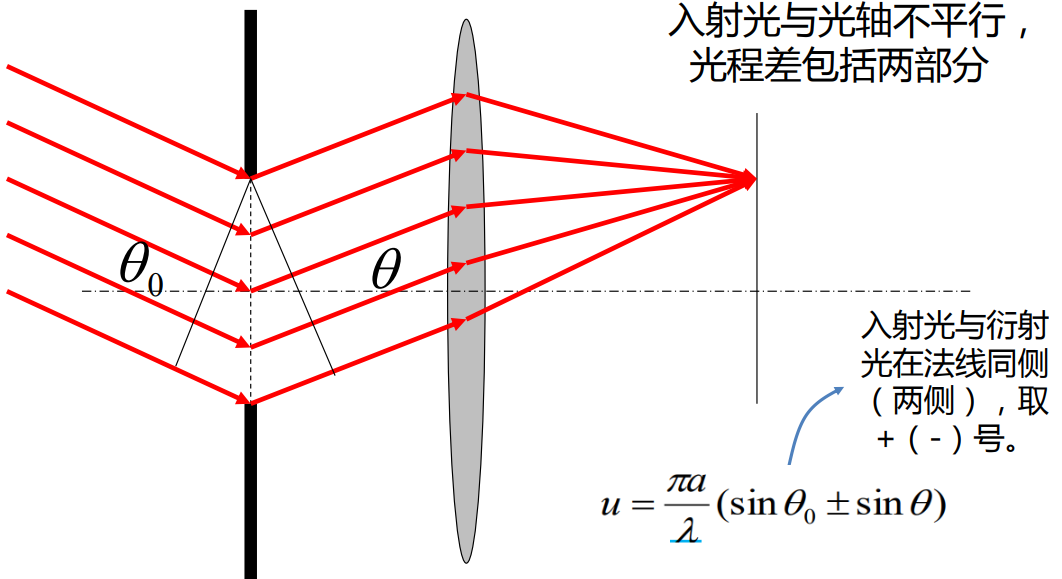 入射光与光轴不平行，
光程差包括两部分
θ₀
θ
入射光与衍射
光在法线同侧
（两侧），取
+（-）号。
u = πa/λ (sin θ₀ ± sin θ)